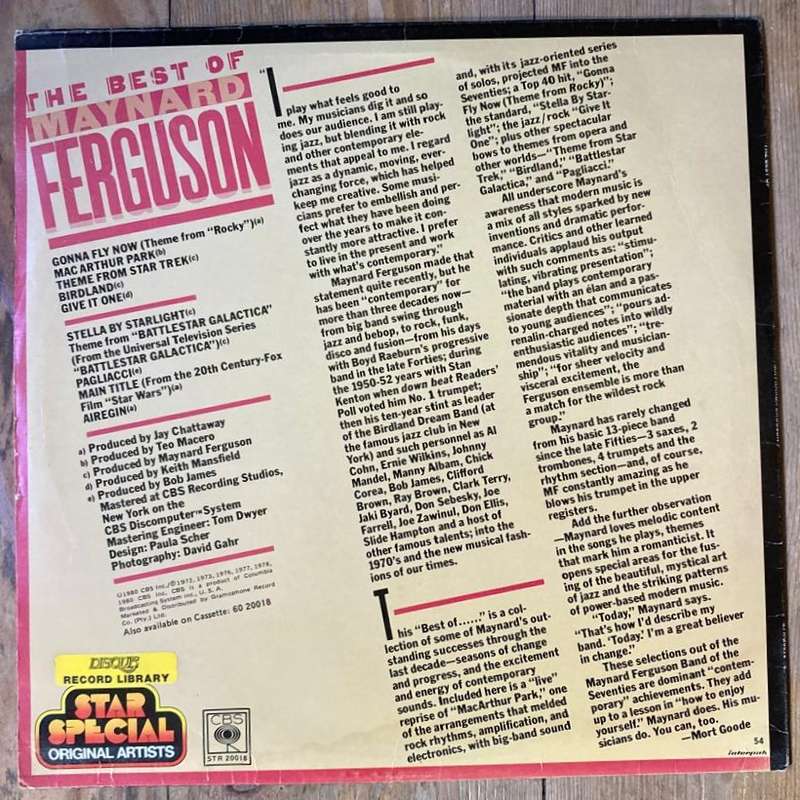 THE BEST OF
MAYNARD
FERGUSON
GONNA FLY NOW (Theme from "Rocky")(a)
MAC ARTHUR PARK(b)
THEME FROM STAR TREK(c)
BIRDLAND(c)
GIVE IT ONE(d)
STELLA BY STARLIGHT(c)
Theme from "BATTLESTAR GALACTICA"
(From the Universal Television Series
"BATTLESTAR GALACTICA")(c)
PAGLIACCI(e)
MAIN TITLE (From the 20th Century-Fox
Film "Star Wars")(a)
AIREGIN(a)
a) Produced by Jay Chattaway
b) Produced by Teo Macero
c) Produced by Maynard Ferguson
d) Produced by Keith Mansfield
e) Produced by Bob James
Mastered at CBS Recording Studios,
New York on the
CBS Discomputer™ System
Mastering Engineer: Tom Dwyer
Design: Paula Scher
Photography: David Gahr
1980 CBS Inc. CBS is a product of Columbia
Broadcasting System Inc., U.S.A.
Marketed & Distributed by Gramophone Record
Co. (Pty.) Ltd.
Also available on Cassette: 60 20018
DISQUE
RECORD LIBRARY
STAR
SPECIAL
ORIGINAL ARTISTS
CBS
STR 20018
"I
play what feels good to
me. My musicians dig it and so
does our audience. I am still play-
ing jazz, but blending it with rock
and other contemporary ele-
ments that appeal to me. I regard
jazz as a dynamic, moving, ever-
changing force, which has helped
keep me creative. Some musi-
cians prefer to embellish and per-
fect what they have been doing
over the years to make it con-
stantly more attractive. I prefer
to live in the present and work
with what's contemporary."
Maynard Ferguson made that
statement quite recently, but he
has been "contemporary" for
more than three decades now—
from big band swing through
jazz and bebop, to rock, funk,
disco and fusion—from his days
with Boyd Raeburn's progressive
band in the late Forties; during
the 1950-52 years with Stan
Kenton when down beat Readers'
Poll voted him No. 1 trumpet;
then his ten-year stint as leader
of the Birdland Dream Band (at
the famous jazz club in New
York) and such personnel as Al
Cohn, Ernie Wilkins, Johnny
Mandel, Manny Albam, Chick
Corea, Bob James, Clifford
Brown, Ray Brown, Clark Terry,
Jaki Byard, Don Sebesky, Joe
Farrell, Joe Zawinul, Don Ellis,
Slide Hampton and a host of
other famous talents; into the
1970's and the new musical fash-
ions of our times.
This "Best of......" is a col-
lection of some of Maynard's out-
standing successes through the
last decade—seasons of change
and progress, and the excitement
and energy of contemporary
sounds. Included here is a "live"
reprise of "MacArthur Park," one
of the arrangements that melded
rock rhythms, amplification, and
electronics, with big-band sound
and, with its jazz-oriented series
of solos, projected MF into the
Seventies; a Top 40 hit, "Gonna
Fly Now (Theme from Rocky)";
the standard, "Stella By Star-
light"; the jazz/rock "Give It
One"; plus other spectacular
bows to themes from opera and
other worlds—"Theme from Star
Trek," "Birdland," "Battlestar
Galactica," and "Pagliacci."
All underscore Maynard's
awareness that modern music is
a mix of all styles sparked by new
inventions and dramatic perfor-
mance. Critics and other learned
individuals applaud his output
with such comments as: "stimu-
lating, vibrating presentation";
"the band plays contemporary
material with an élan and a pas-
sionate depth that communicates
to young audiences"; "pours ad-
renalin-charged notes into wildly
enthusiastic audiences"; "tre-
mendous vitality and musician-
ship"; "for sheer velocity and
visceral excitement, the
Ferguson ensemble is more than
a match for the wildest rock
group."
Maynard has rarely changed
from his basic 13-piece band
since the late Fifties—3 saxes, 2
trombones, 4 trumpets and the
rhythm section—and, of course,
MF constantly amazing as he
blows his trumpet in the upper
registers.
Add the further observation
—Maynard loves melodic content
in the songs he plays, themes
that mark him a romanticist. It
opens special areas for the fus-
ing of the beautiful, mystical art
of jazz and the striking patterns
of power-based modern music.
"Today," Maynard says.
"That's how I'd describe my
band. 'Today.' I'm a great believer
in change."
These selections out of the
Maynard Ferguson Band of the
Seventies are dominant "contem-
porary" achievements. They add
up to a lesson in "how to enjoy
yourself." Maynard does. His mu-
sicians do. You can, too.
—Mort Goode
54
interpak